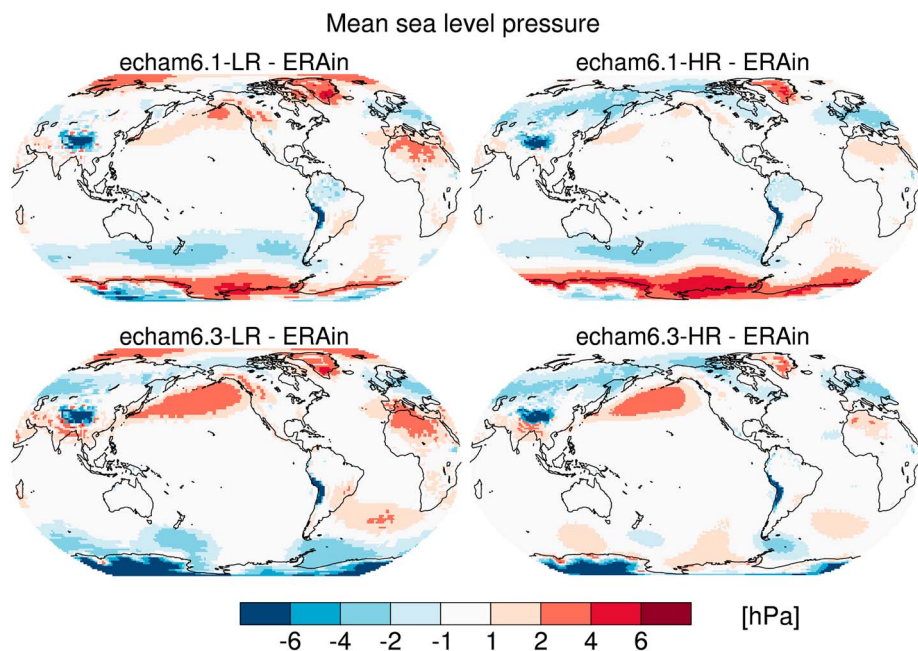 Mean sea level pressure
echam6.1-LR - ERAin
echam6.1-HR - ERAin
echam6.3-LR - ERAin
echam6.3-HR - ERAin
-6 -4 -2 -1 1 2 4 6 [hPa]